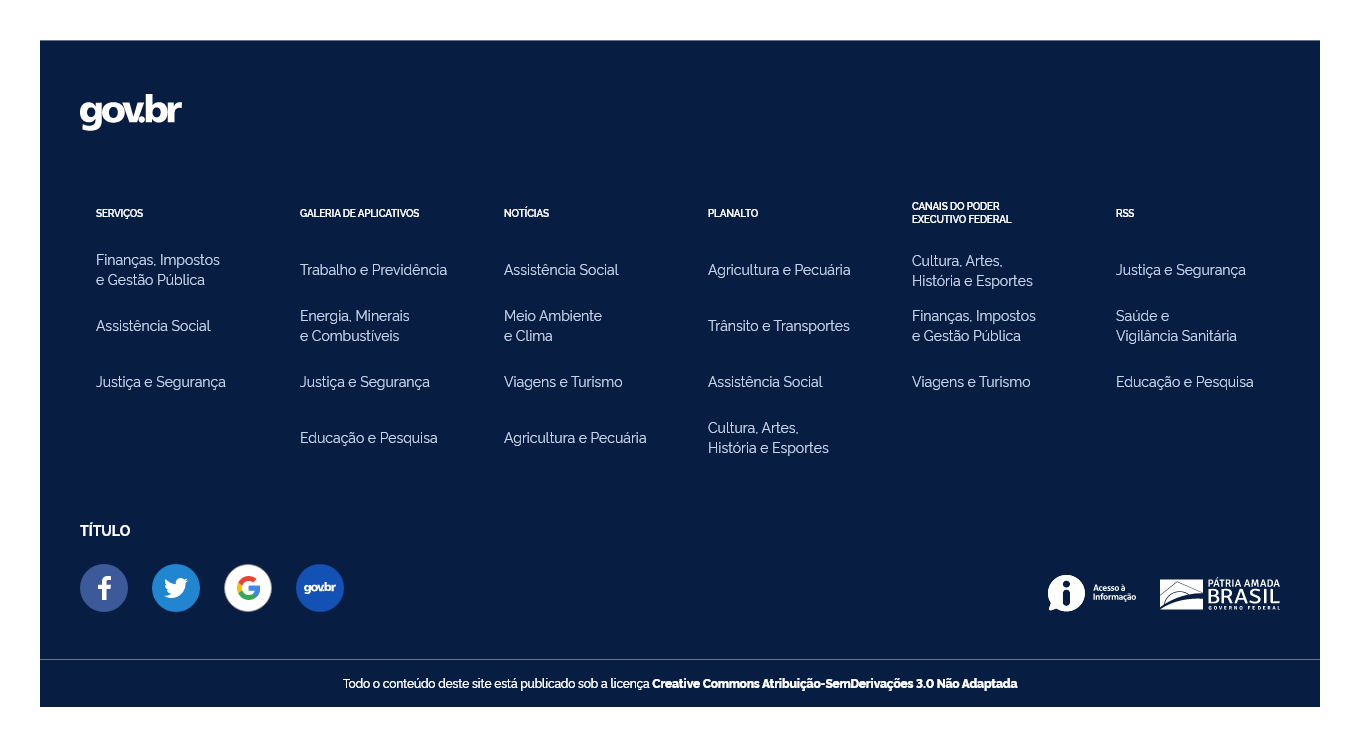 gov.br
SERVIÇOS
Finanças, Impostos
e Gestão Pública
Assistência Social
Justiça e Segurança
GALERIA DE APLICATIVOS
Trabalho e Previdência
Energia, Minerais
e Combustíveis
Justiça e Segurança
Educação e Pesquisa
NOTÍCIAS
Assistência Social
Meio Ambiente
e Clima
Viagens e Turismo
Agricultura e Pecuária
PLANALTO
Agricultura e Pecuária
Trânsito e Transportes
Assistência Social
Cultura, Artes,
História e Esportes
CANAIS DO PODER
EXECUTIVO FEDERAL
Cultura, Artes,
História e Esportes
Finanças, Impostos
e Gestão Pública
Viagens e Turismo
RSS
Justiça e Segurança
Saúde e
Vigilância Sanitária
Educação e Pesquisa
TÍTULO
gov.br
Acesso à
Informação
PÁTRIA AMADA
BRASIL
GOVERNO FEDERAL
Todo o conteúdo deste site está publicado sob a licença Creative Commons Atribuição-SemDerivações 3.0 Não Adaptada